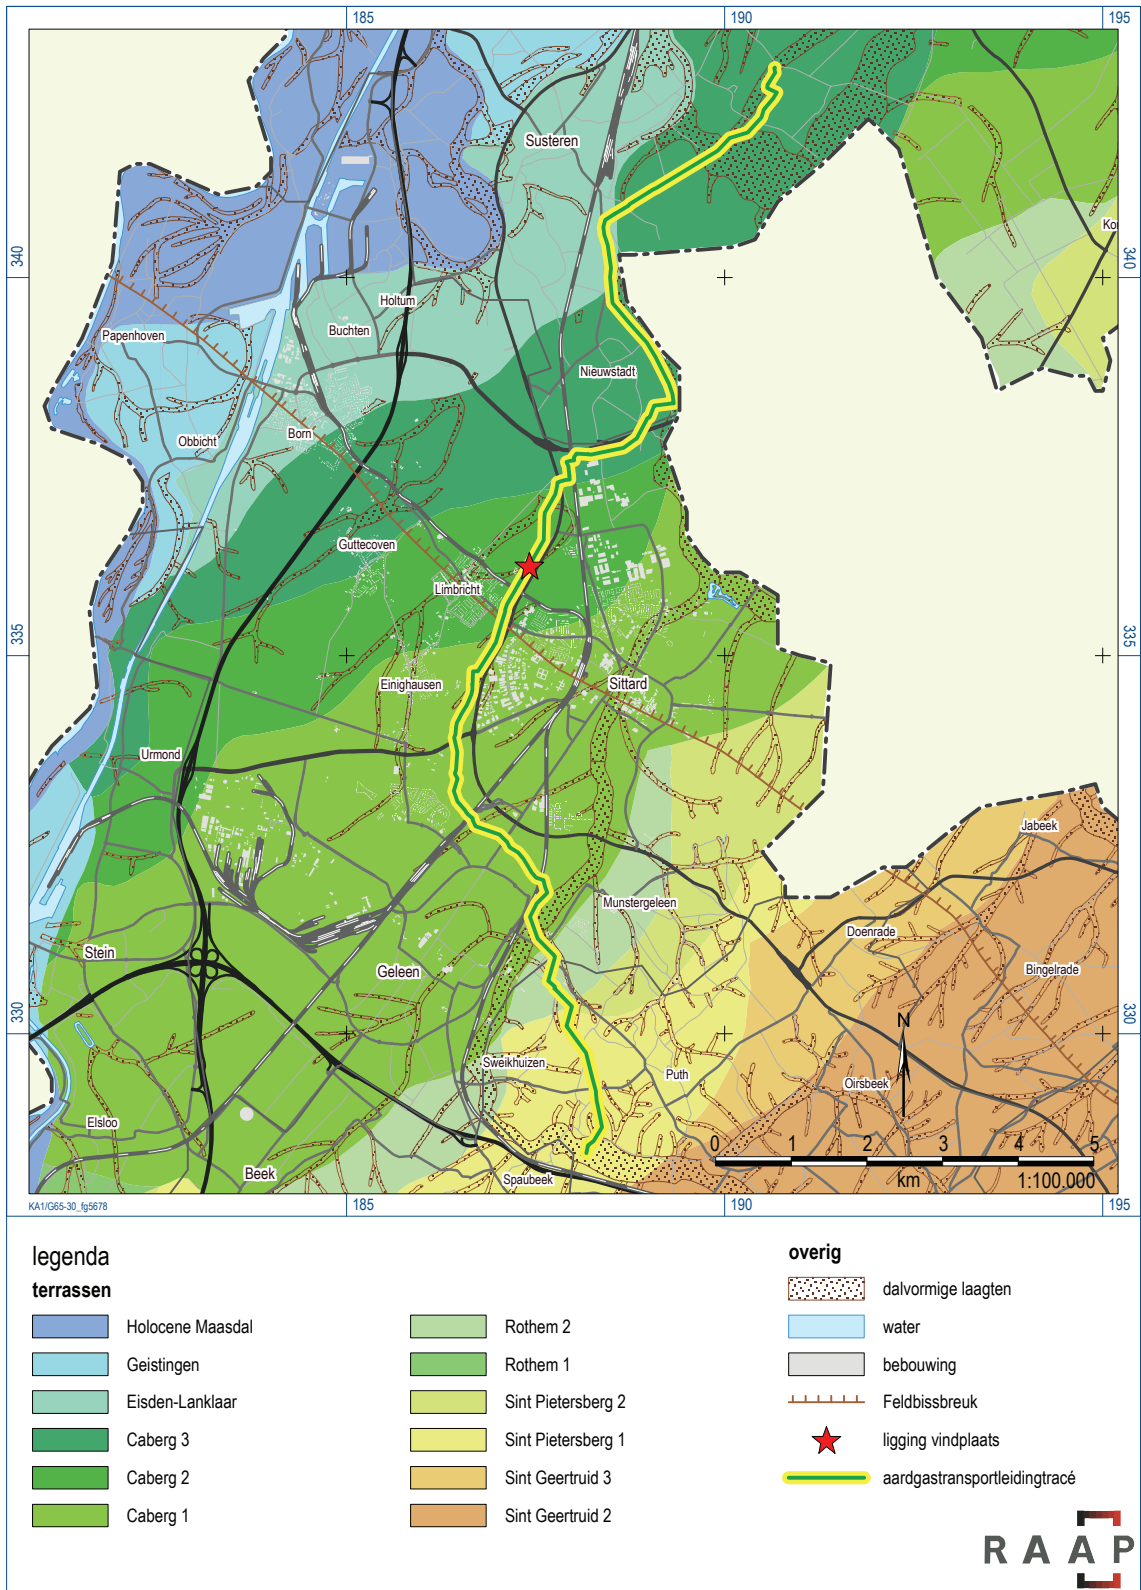 185
190
195
340
340
335
335
330
330
Susteren
Holtum
Buchten
Papenhoven
Nieuwstadt
Born
Obbicht
Guttecoven
Limbricht
Einighausen
Sittard
Urmond
Munstergeleen
Jabeek
Doenrade
Bingelrade
Stein
Geleen
Sweikhuizen
Puth
Oirsbeek
Elsloo
Beek
Spaubeek
N
0 1 2 3 4 5
km 1:100.000
KA1/G65-30_fg5678
185
190
195
legenda
terrassen
Holocene Maasdal
Geistingen
Eisden-Lanklaar
Caberg 3
Caberg 2
Caberg 1
Rothem 2
Rothem 1
Sint Pietersberg 2
Sint Pietersberg 1
Sint Geertruid 3
Sint Geertruid 2
overig
dalvormige laagten
water
bebouwing
Feldbissbreuk
ligging vindplaats
aardgastransportleidingtracé
RAAP